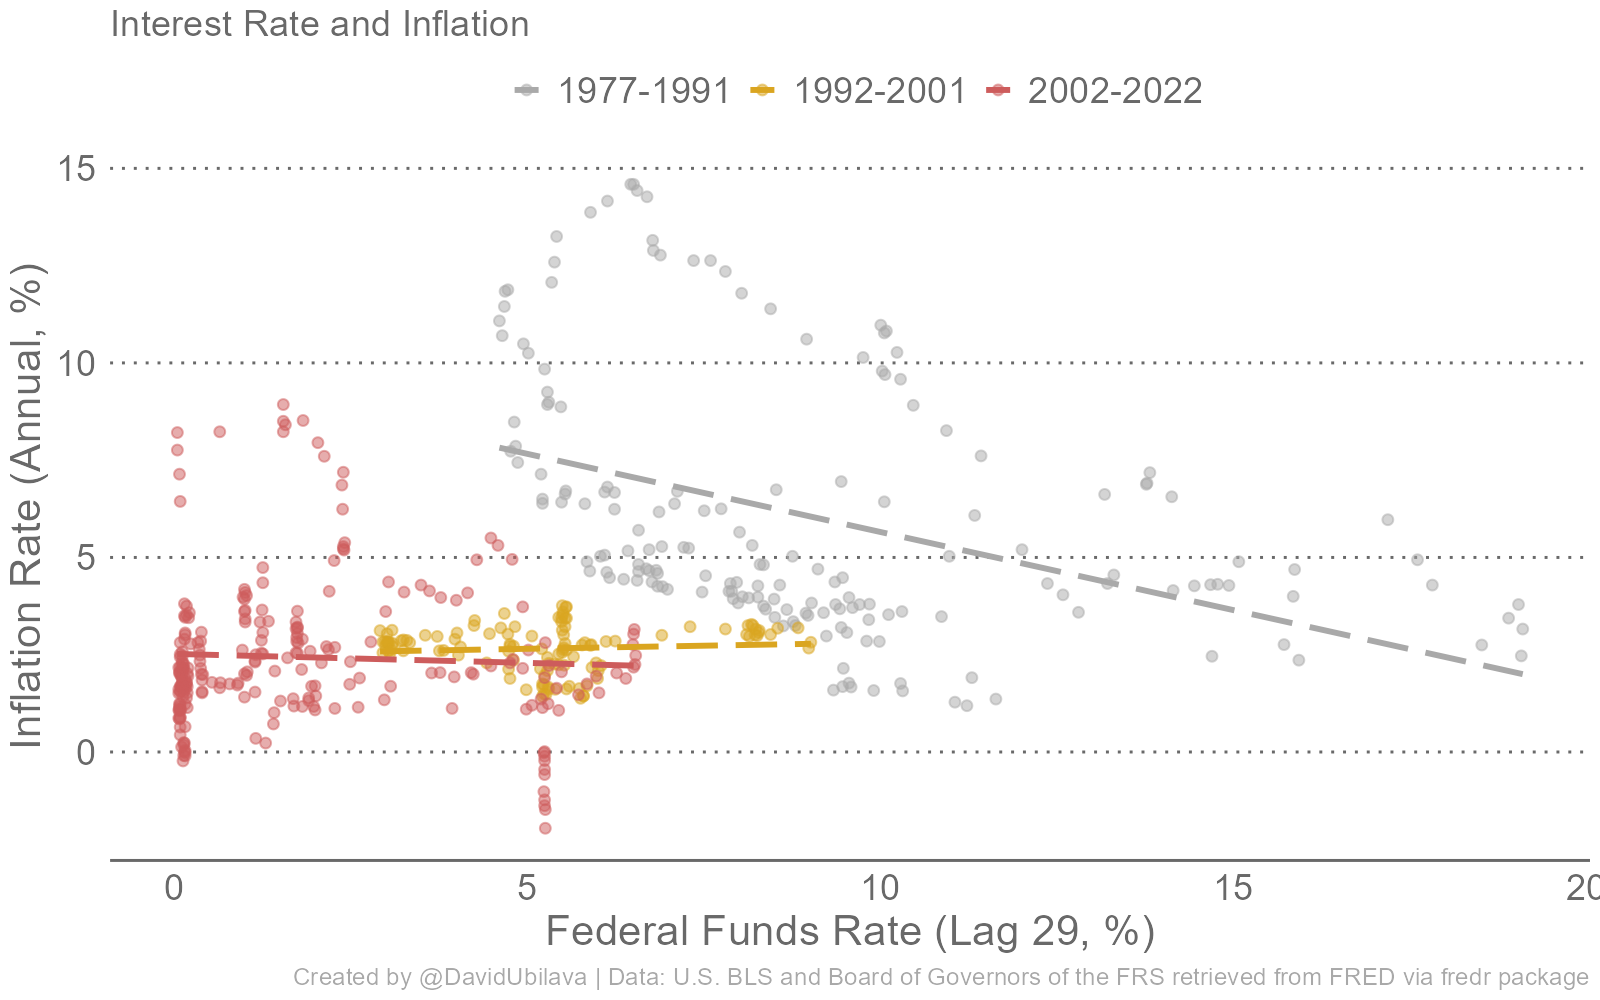 Interest Rate and Inflation
1977-1991 1992-2001 2002-2022
15
10
5
0
Inflation Rate (Annual, %)
0 5 10 15 20
Federal Funds Rate (Lag 29, %)
Created by @DavidUbilava | Data: U.S. BLS and Board of Governors of the FRS retrieved from FRED via fredr package